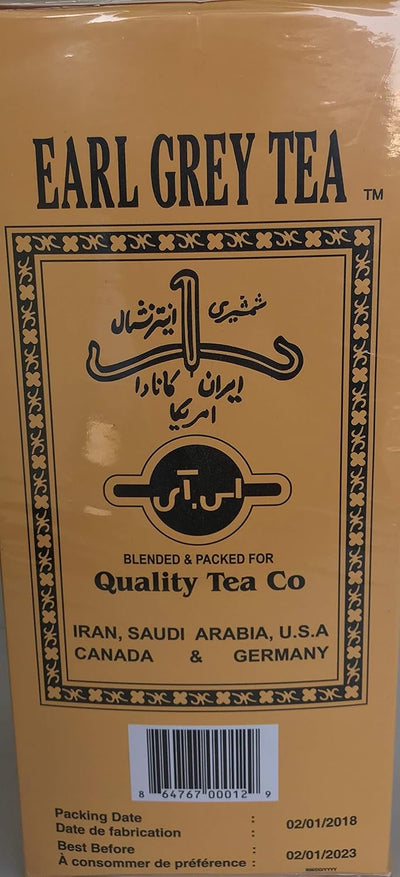 EARL GREY TEA TM
شمشیری اینترنشنال
ایران کانادا
امریکا
اس.آی
BLENDED & PACKED FOR
Quality Tea Co
IRAN, SAUDI ARABIA, U.S.A
CANADA & GERMANY
8 64767 00012 9
Packing Date : 02/01/2018
Date de fabrication :
Best Before : 02/01/2023
À consommer de préférence :